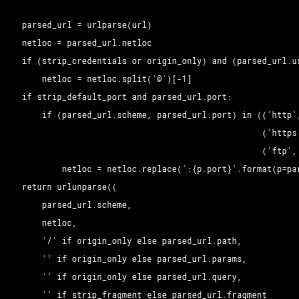 parsed_url = urlparse(url)
netloc = parsed_url.netloc
if (strip_credentials or origin_only) and (parsed_url.us
netloc = netloc.split('@')[-1]
if strip_default_port and parsed_url.port:
if (parsed_url.scheme, parsed_url.port) in (('http',
('https
('ftp',
netloc = netloc.replace(':{p.port}'.format(p=par
return urlunparse((
parsed_url.scheme,
netloc,
'/' if origin_only else parsed_url.path,
'' if origin_only else parsed_url.params,
'' if origin_only else parsed_url.query,
'' if strip_fragment else parsed_url.fragment